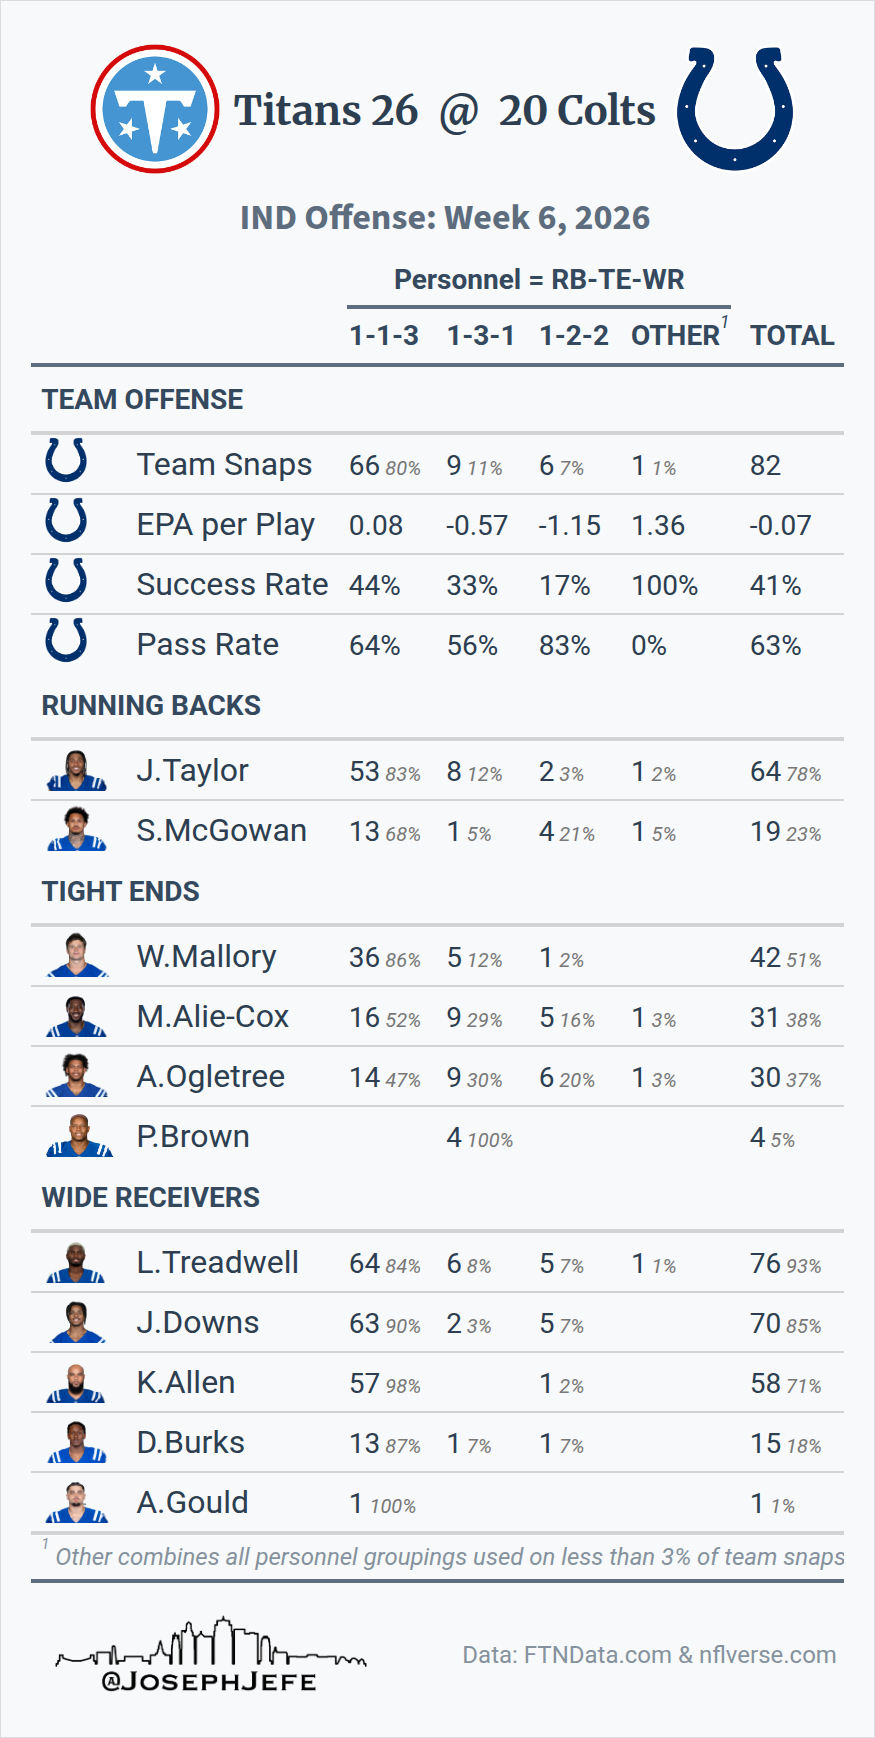 Titans 26 @ 20 Colts
IND Offense: Week 6, 2026
Personnel = RB-TE-WR
1-1-3 1-3-1 1-2-2 OTHER1 TOTAL
TEAM OFFENSE
Team Snaps 66 80% 9 11% 6 7% 1 1% 82
EPA per Play 0.08 -0.57 -1.15 1.36 -0.07
Success Rate 44% 33% 17% 100% 41%
Pass Rate 64% 56% 83% 0% 63%
RUNNING BACKS
J.Taylor 53 83% 8 12% 2 3% 1 2% 64 78%
S.McGowan 13 68% 1 5% 4 21% 1 5% 19 23%
TIGHT ENDS
W.Mallory 36 86% 5 12% 1 2% 42 51%
M.Alie-Cox 16 52% 9 29% 5 16% 1 3% 31 38%
A.Ogletree 14 47% 9 30% 6 20% 1 3% 30 37%
P.Brown 4 100% 4 5%
WIDE RECEIVERS
L.Treadwell 64 84% 6 8% 5 7% 1 1% 76 93%
J.Downs 63 90% 2 3% 5 7% 70 85%
K.Allen 57 98% 1 2% 58 71%
D.Burks 13 87% 1 7% 1 7% 15 18%
A.Gould 1 100% 1 1%
1 Other combines all personnel groupings used on less than 3% of team snaps
@JosephJefe
Data: FTNData.com & nflverse.com